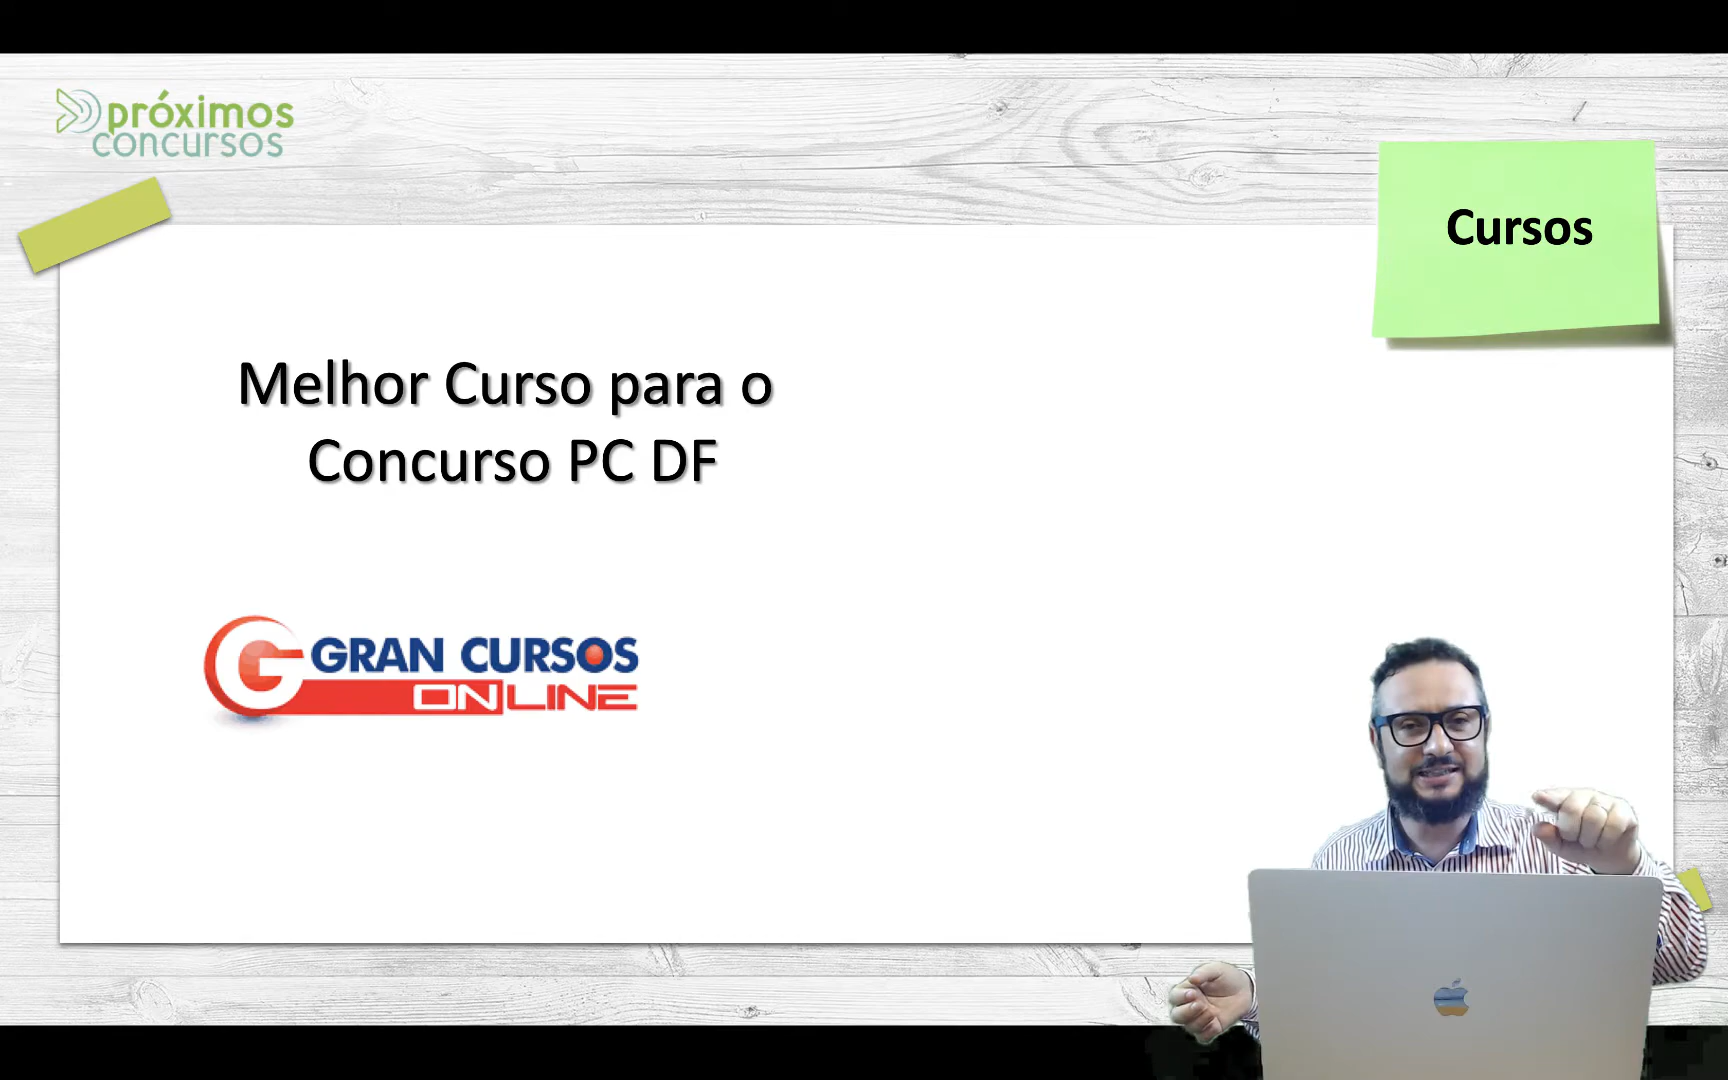 próximos
concursos
Cursos
Melhor Curso para o
Concurso PC DF
GRAN CURSOS
ONLINE